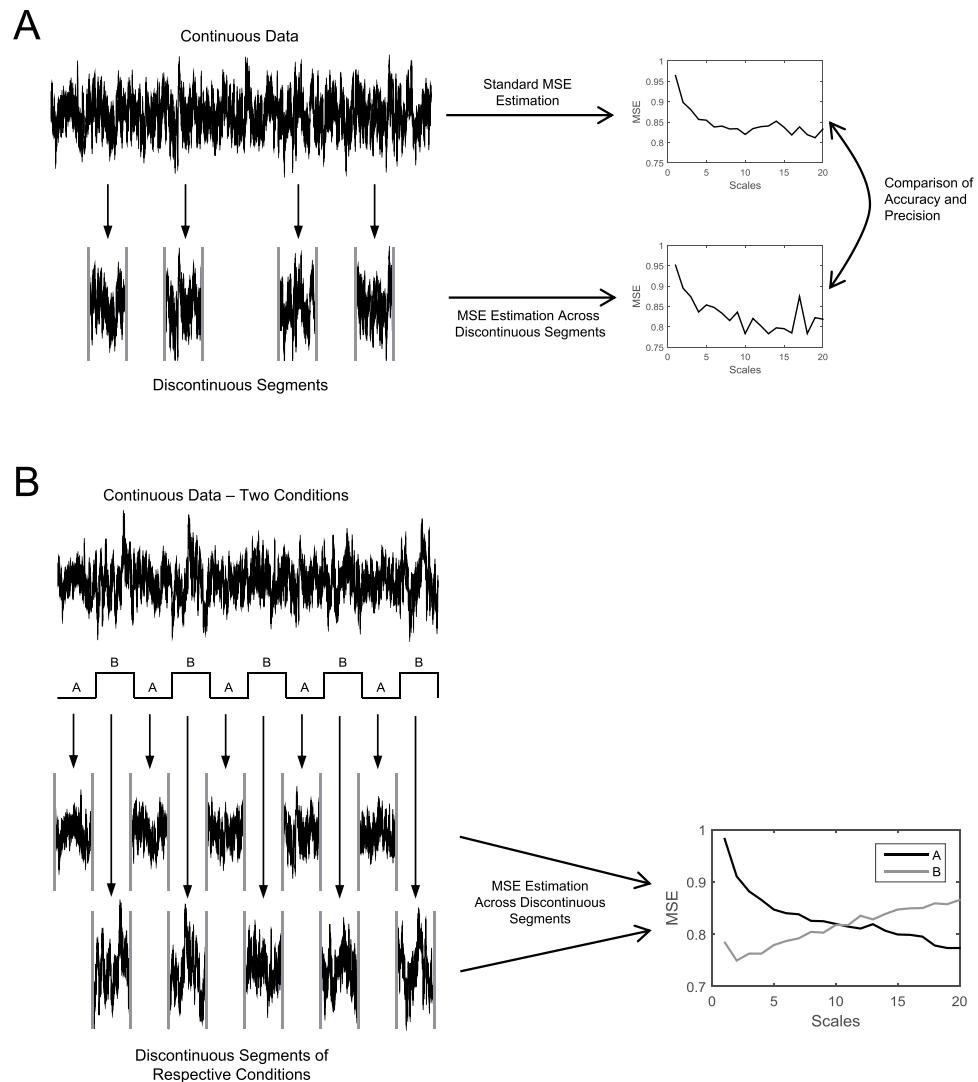 A
Continuous Data
Standard MSE
Estimation
1
0.95
0.9
0.85
0.8
0.75
MSE
0 5 10 15 20
Scales
Comparison of
Accuracy and
Precision
1
0.95
0.9
0.85
0.8
0.75
MSE
0 5 10 15 20
Scales
MSE Estimation Across
Discontinuous Segments
Discontinuous Segments
B
Continuous Data – Two Conditions
B B B B B
A A A A A
MSE Estimation
Across Discontinuous
Segments
1
0.9
0.8
0.7
MSE
A
B
0 5 10 15 20
Scales
Discontinuous Segments of
Respective Conditions